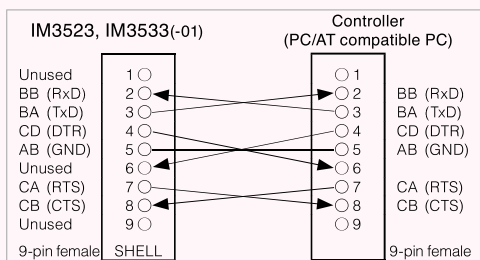 IM3523, IM3533(-01)
Controller
(PC/AT compatible PC)
Unused 1 1
BB (RxD) 2 2 BB (RxD)
BA (TxD) 3 3 BA (TxD)
CD (DTR) 4 4 CD (DTR)
AB (GND) 5 5 AB (GND)
Unused 6 6
CA (RTS) 7 7 CA (RTS)
CB (CTS) 8 8 CB (CTS)
Unused 9 9
9-pin female SHELL 9-pin female